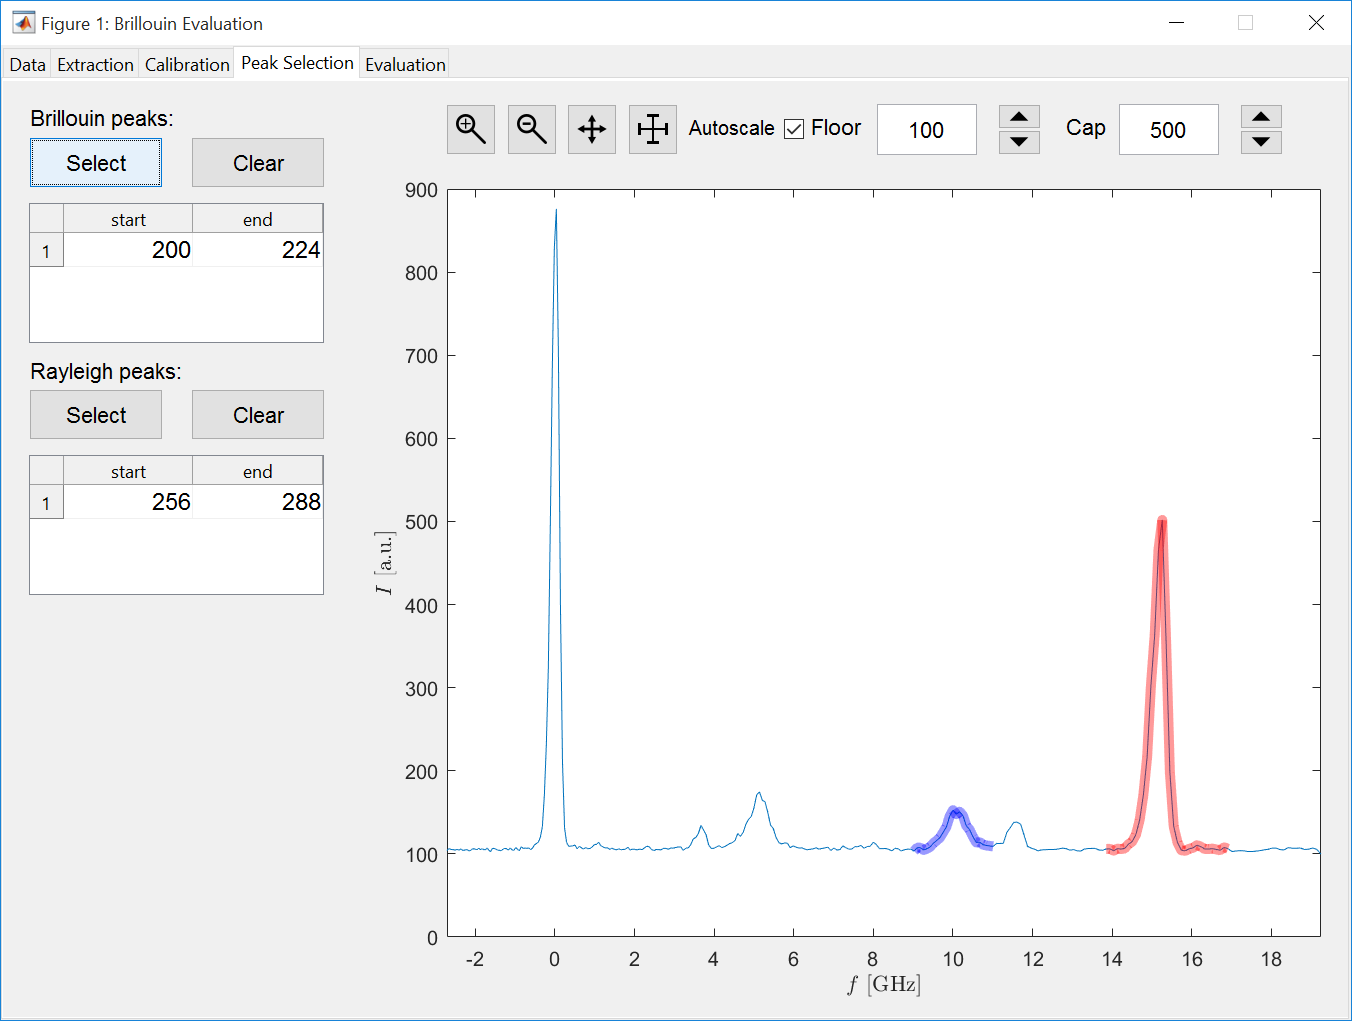 Figure 1: Brillouin Evaluation
Data Extraction Calibration Peak Selection Evaluation
Brillouin peaks:
Select Clear
start end
1 200 224
Rayleigh peaks:
Select Clear
start end
1 256 288
Autoscale Floor 100 Cap 500
900
800
700
600
500
400
300
200
100
0
I [a.u.]
-2 0 2 4 6 8 10 12 14 16 18
f [GHz]